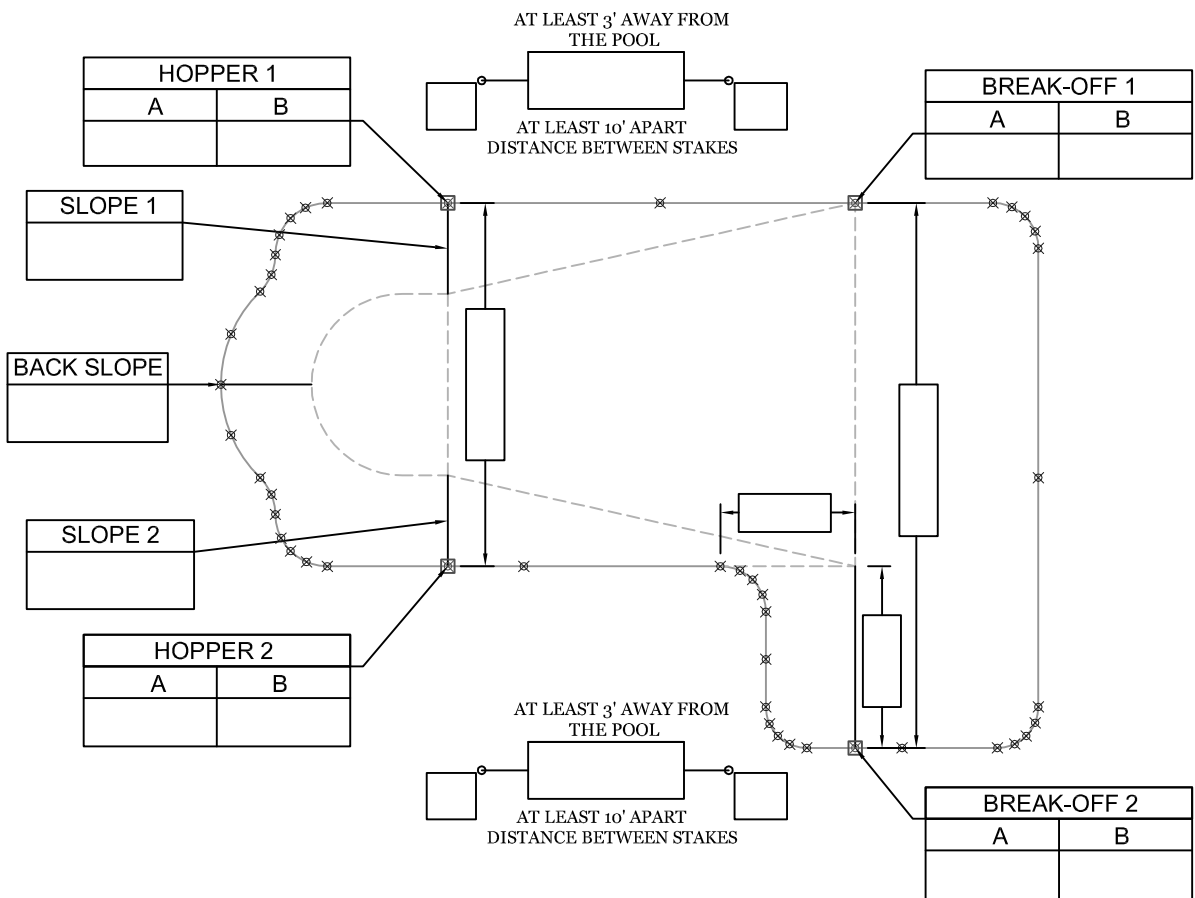 AT LEAST 3' AWAY FROM
THE POOL
HOPPER 1
A B
BREAK-OFF 1
A B
AT LEAST 10' APART
DISTANCE BETWEEN STAKES
SLOPE 1
BACK SLOPE
SLOPE 2
HOPPER 2
A B
AT LEAST 3' AWAY FROM
THE POOL
AT LEAST 10' APART
DISTANCE BETWEEN STAKES
BREAK-OFF 2
A B